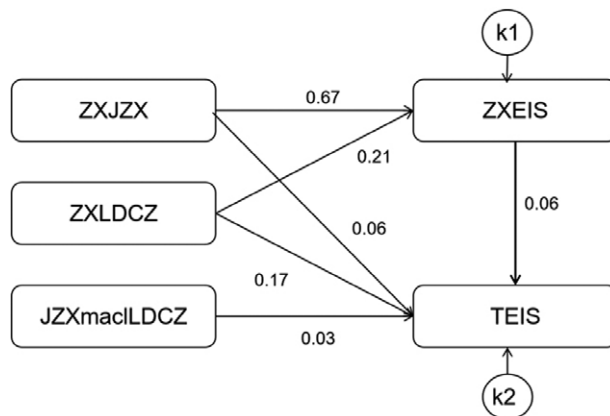 k1
ZXJZX
0.67
ZXEIS
0.21
ZXLDCZ
0.06
0.06
0.17
JZXmaclLDCZ
0.03
TEIS
k2